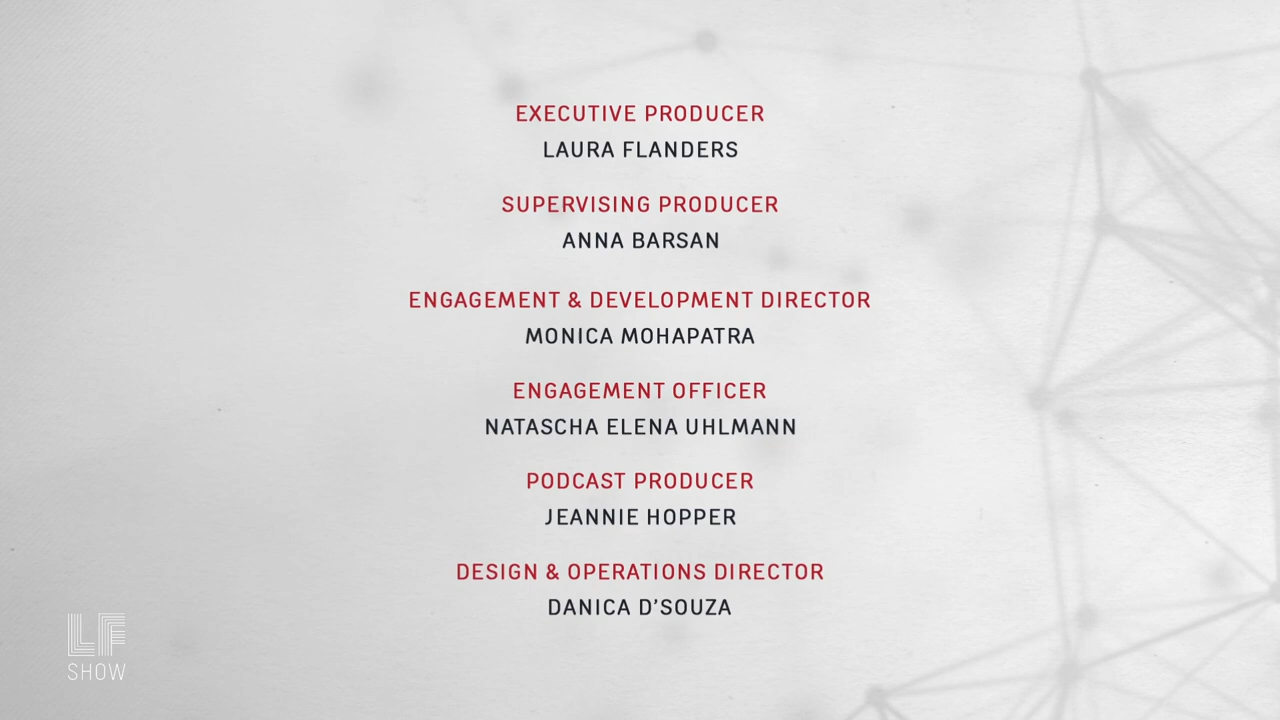 EXECUTIVE PRODUCER
LAURA FLANDERS
SUPERVISING PRODUCER
ANNA BARSAN
ENGAGEMENT & DEVELOPMENT DIRECTOR
MONICA MOHAPATRA
ENGAGEMENT OFFICER
NATASCHA ELENA UHLMANN
PODCAST PRODUCER
JEANNIE HOPPER
DESIGN & OPERATIONS DIRECTOR
DANICA D’SOUZA
LF
SHOW